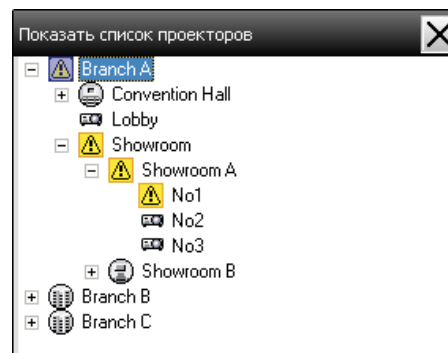 Показать список проекторов
Branch A
Convention Hall
Lobby
Showroom
Showroom A
No1
No2
No3
Showroom B
Branch B
Branch C